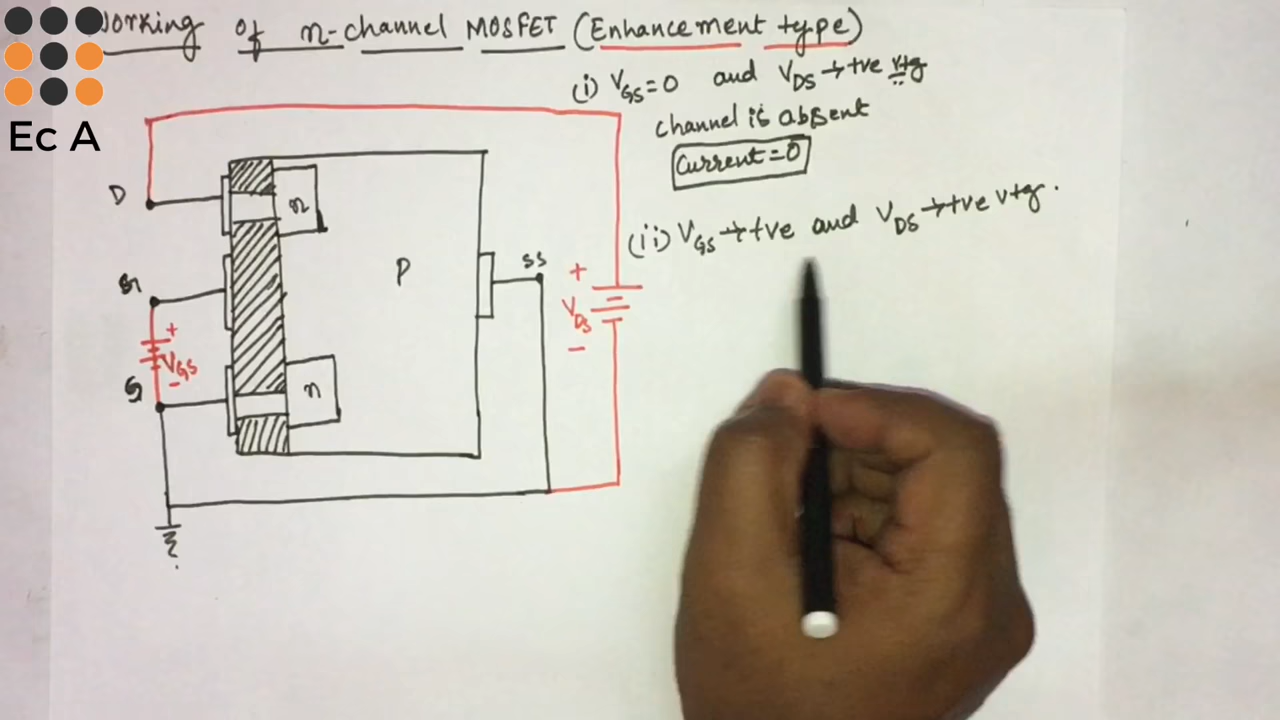 Working of n-channel MOSFET (Enhancement type)
(i) VGS=0 and VDS→+ve vtg
channel is absent
Current=0
(ii) VGS→+ve and VDS→+ve vtg.
Ec A
D
n
P
SS
+
VDS
-
+
VGS
-
n